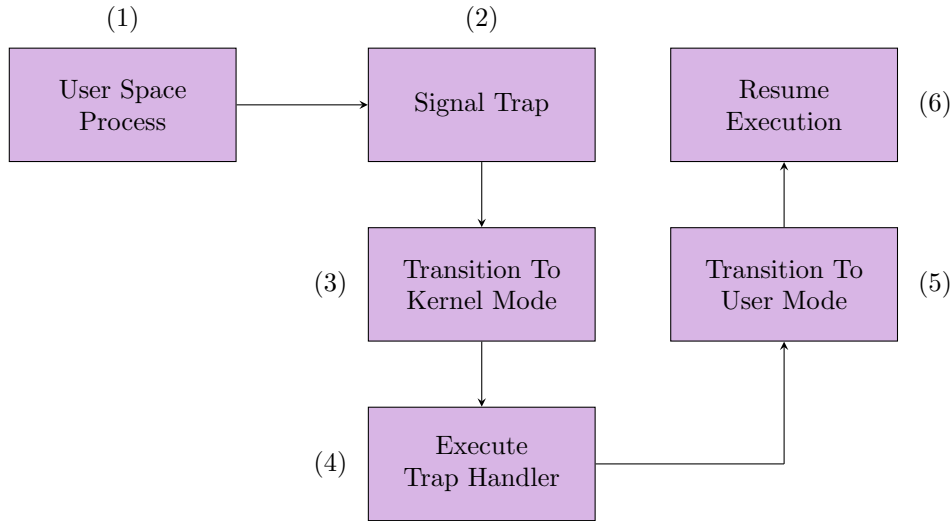 (1)
(2)
User Space
Process
Signal Trap
Resume
Execution
(6)
(3)
Transition To
Kernel Mode
Transition To
User Mode
(5)
(4)
Execute
Trap Handler